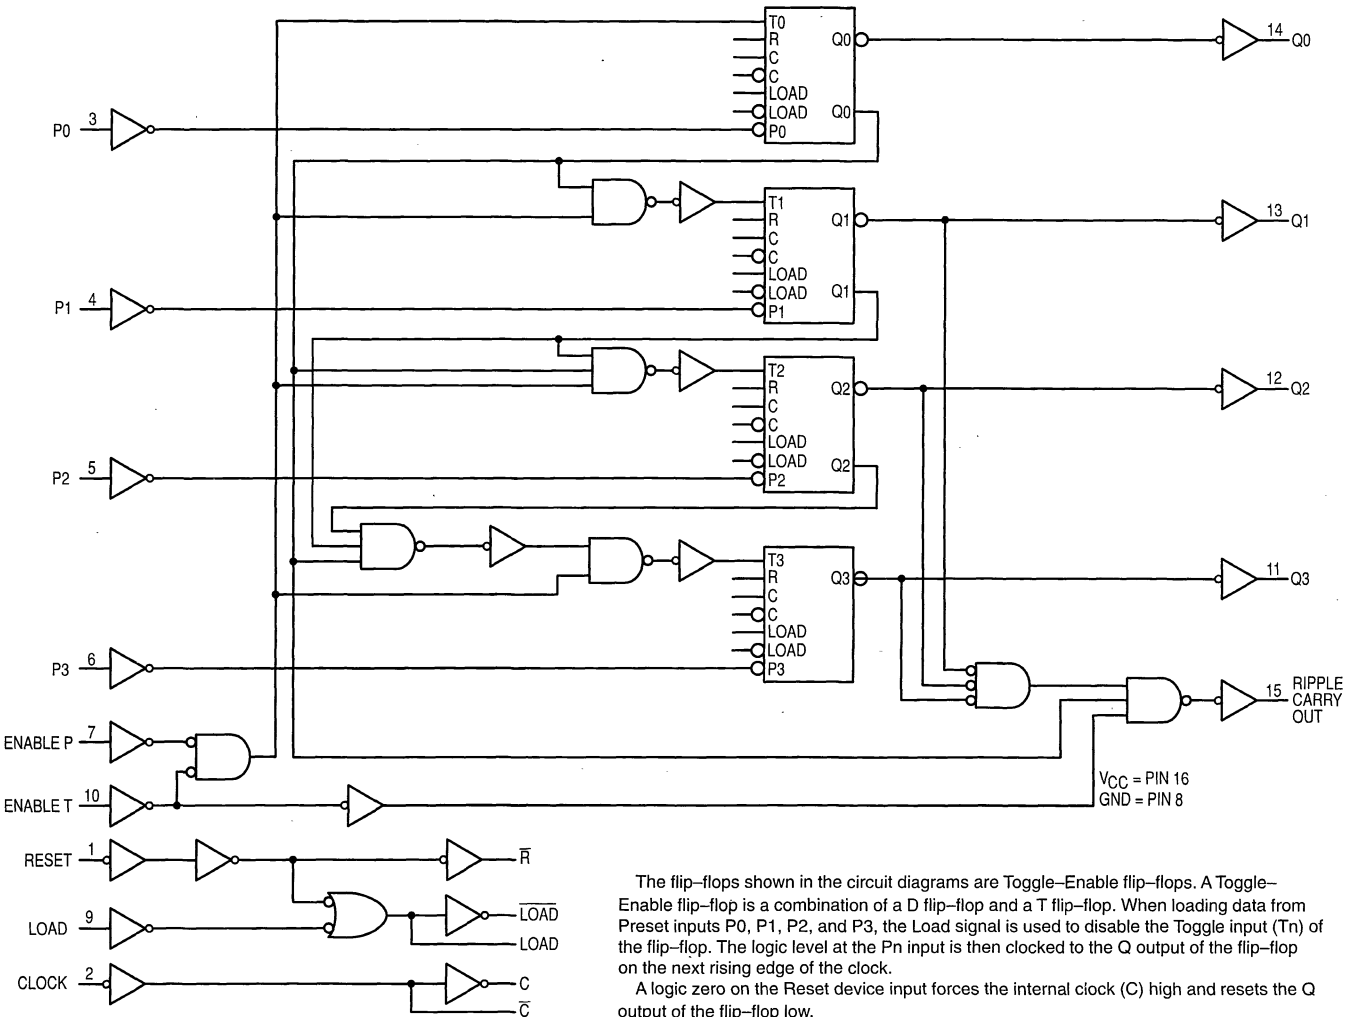 T0
R
C
C
LOAD
LOAD
P0
Q0
Q0
14 Q0
P0 3
T1
R
C
C
LOAD
LOAD
P1
Q1
Q1
13 Q1
P1 4
T2
R
C
C
LOAD
LOAD
P2
Q2
Q2
12 Q2
P2 5
T3
R
C
C
LOAD
LOAD
P3
Q3
11 Q3
P3 6
15 RIPPLE
CARRY
OUT
ENABLE P 7
ENABLE T 10
VCC = PIN 16
GND = PIN 8
RESET 1
R̅
LOAD 9
L̅O̅A̅D̅
LOAD
CLOCK 2
C
C̅
The flip–flops shown in the circuit diagrams are Toggle–Enable flip–flops. A Toggle–
Enable flip–flop is a combination of a D flip–flop and a T flip–flop. When loading data from
Preset inputs P0, P1, P2, and P3, the Load signal is used to disable the Toggle input (Tn) of
the flip–flop. The logic level at the Pn input is then clocked to the Q output of the flip–flop
on the next rising edge of the clock.
A logic zero on the Reset device input forces the internal clock (C) high and resets the Q
output of the flip–flop low.